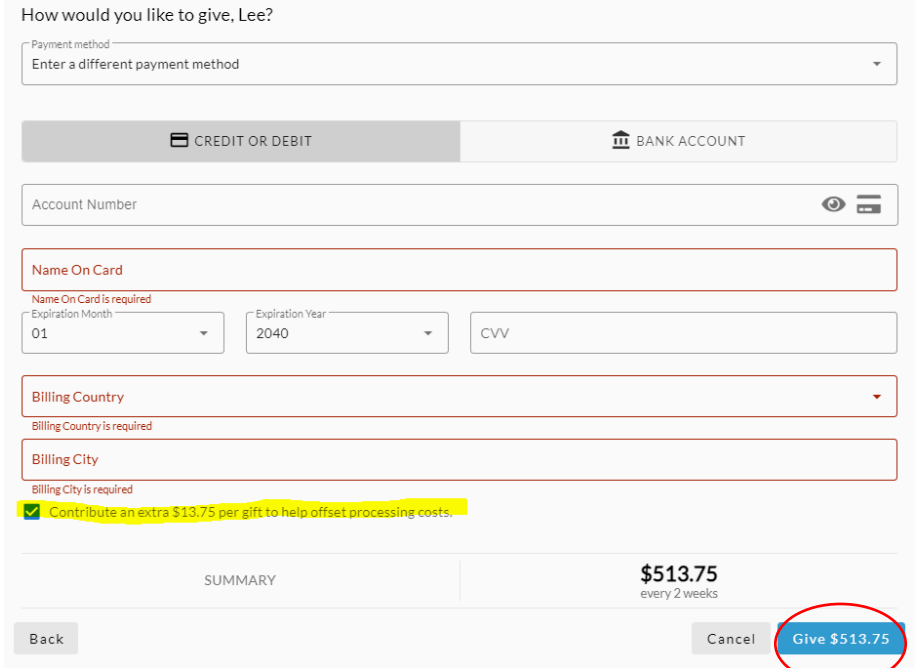 How would you like to give, Lee?
Payment method
Enter a different payment method
CREDIT OR DEBIT
BANK ACCOUNT
Account Number
Name On Card
Name On Card is required
Expiration Month
01
Expiration Year
2040
CVV
Billing Country
Billing Country is required
Billing City
Billing City is required
Contribute an extra $13.75 per gift to help offset processing costs.
SUMMARY
$513.75
every 2 weeks
Back
Cancel
Give $513.75